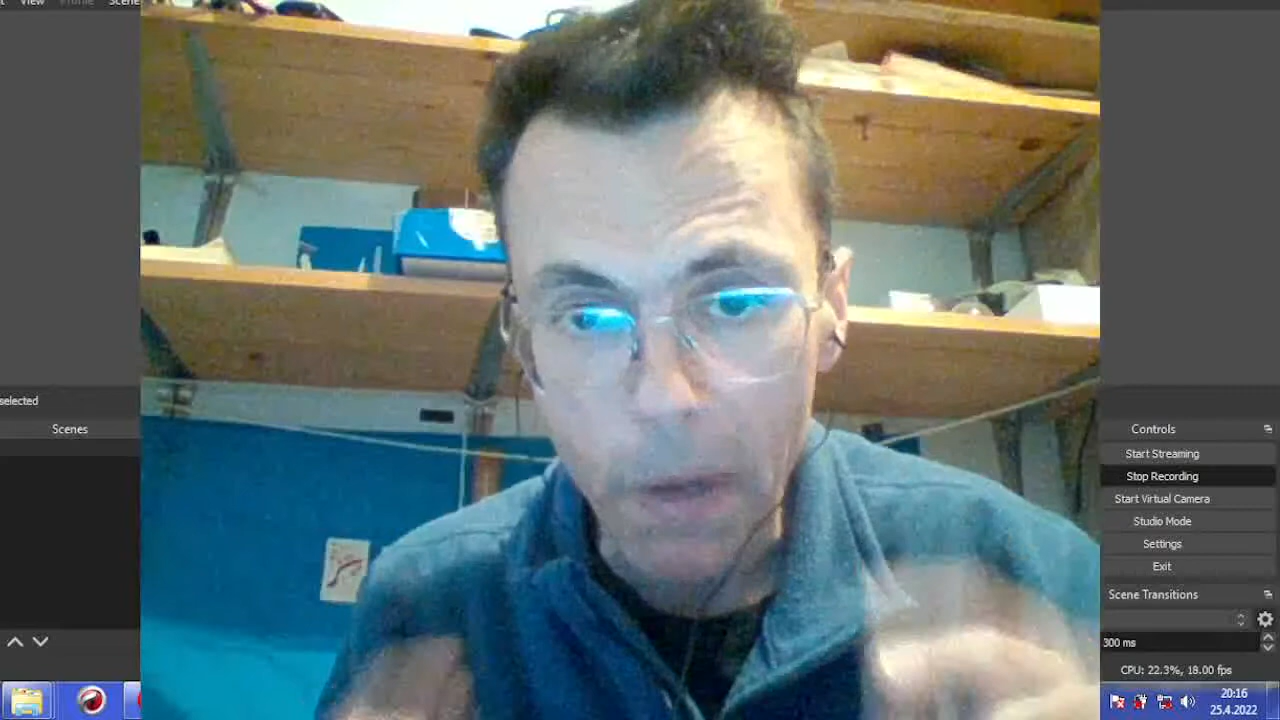 View
Profile
Scene
selected
Scenes
Controls
Start Streaming
Stop Recording
Start Virtual Camera
Studio Mode
Settings
Exit
Scene Transitions
300 ms
CPU: 22.3%, 18.00 fps
20:16
25.4.2022